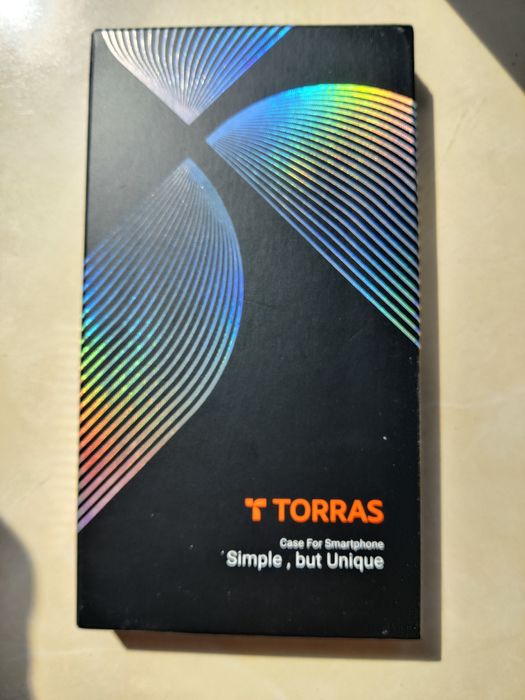 TORRAS
Case For Smartphone
Simple , but Unique